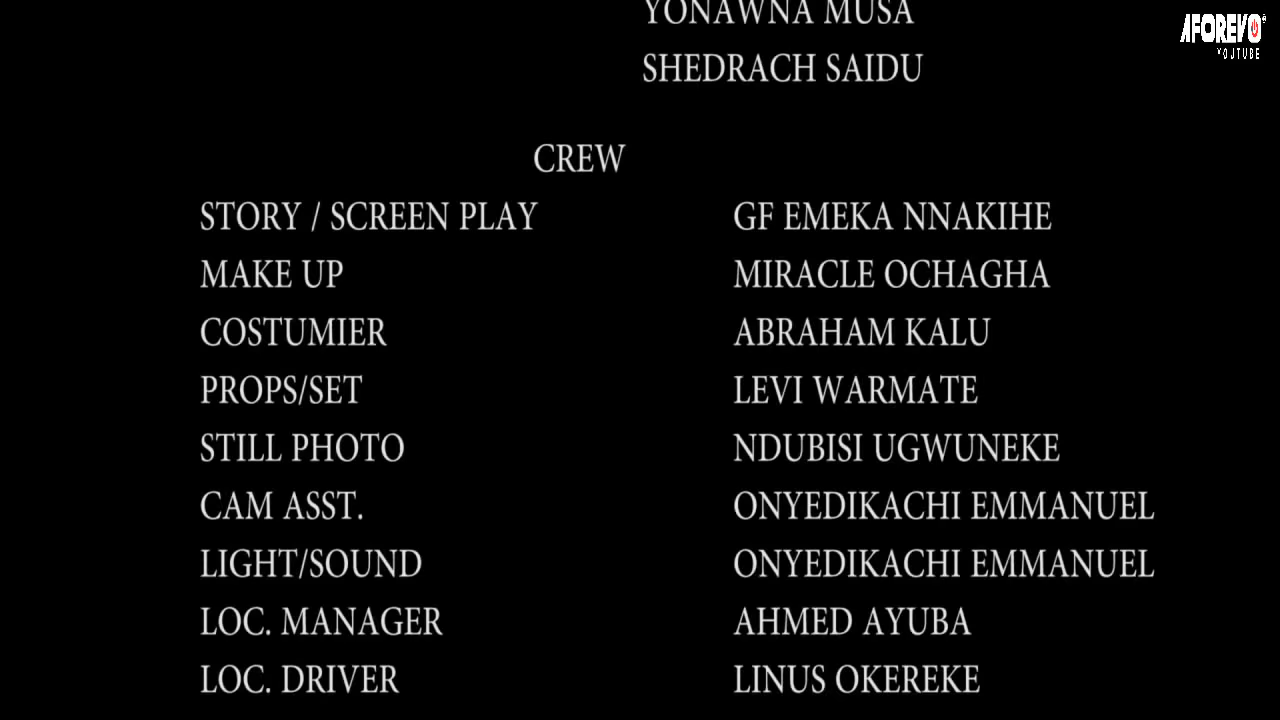 YONAWNA MUSA
AFOREVO
YOUTUBE
SHEDRACH SAIDU
CREW
STORY / SCREEN PLAY GF EMEKA NNAKIHE
MAKE UP MIRACLE OCHAGHA
COSTUMIER ABRAHAM KALU
PROPS/SET LEVI WARMATE
STILL PHOTO NDUBISI UGWUNEKE
CAM ASST. ONYEDIKACHI EMMANUEL
LIGHT/SOUND ONYEDIKACHI EMMANUEL
LOC. MANAGER AHMED AYUBA
LOC. DRIVER LINUS OKEREKE